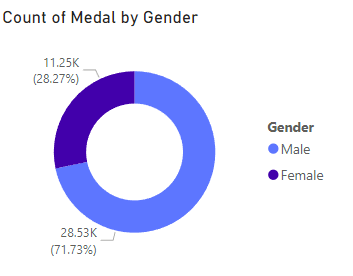 Count of Medal by Gender
11.25K
(28.27%)
Gender
Male
Female
28.53K
(71.73%)